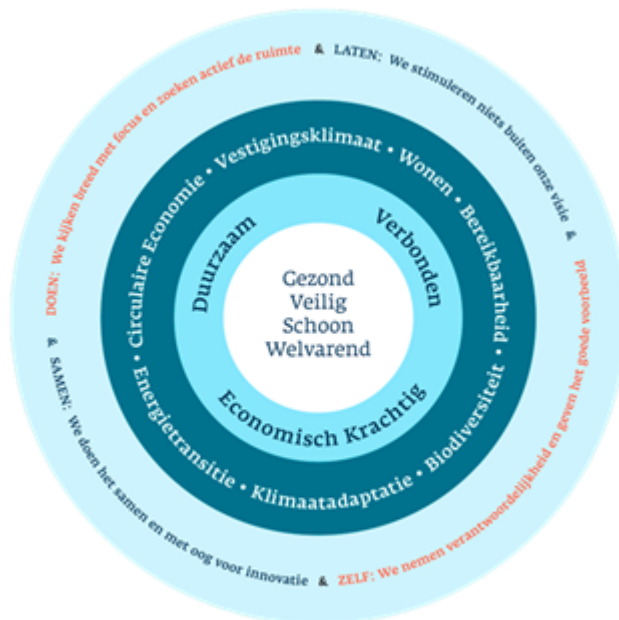 DOEN: We kijken breed met focus en zoeken actief de ruimte
&
LATEN: We stimuleren niets buiten onze visie
&
ZELF: We nemen verantwoordelijkheid en geven het goede voorbeeld
&
SAMEN: We doen het samen en met oog voor innovatie
&
Circulaire Economie • Vestigingsklimaat • Wonen • Bereikbaarheid • Biodiversiteit • Klimaatadaptatie • Energietransitie •
Duurzaam
Verbonden
Economisch Krachtig
Gezond
Veilig
Schoon
Welvarend